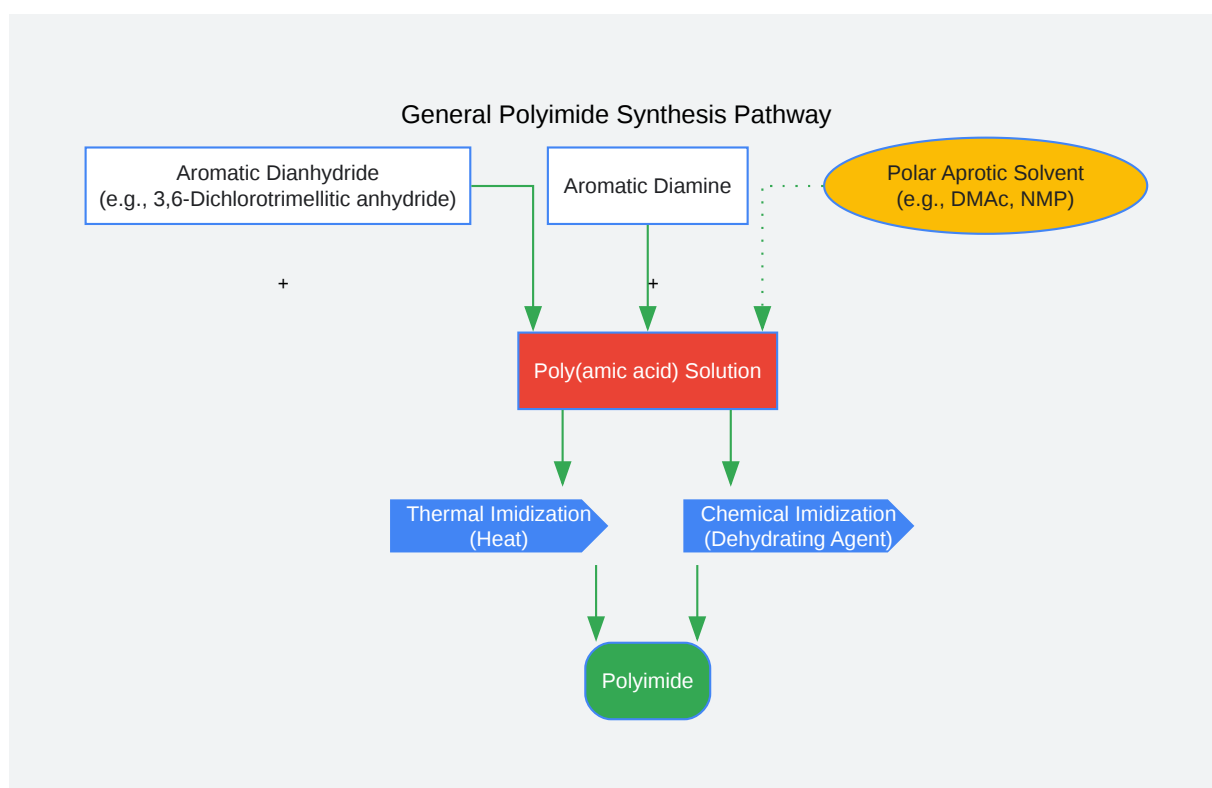 General Polyimide Synthesis Pathway
Aromatic Dianhydride
(e.g., 3,6-Dichlorotrimellitic anhydride)
Aromatic Diamine
Polar Aprotic Solvent
(e.g., DMAc, NMP)
+
+
Poly(amic acid) Solution
Thermal Imidization
(Heat)
Chemical Imidization
(Dehydrating Agent)
Polyimide